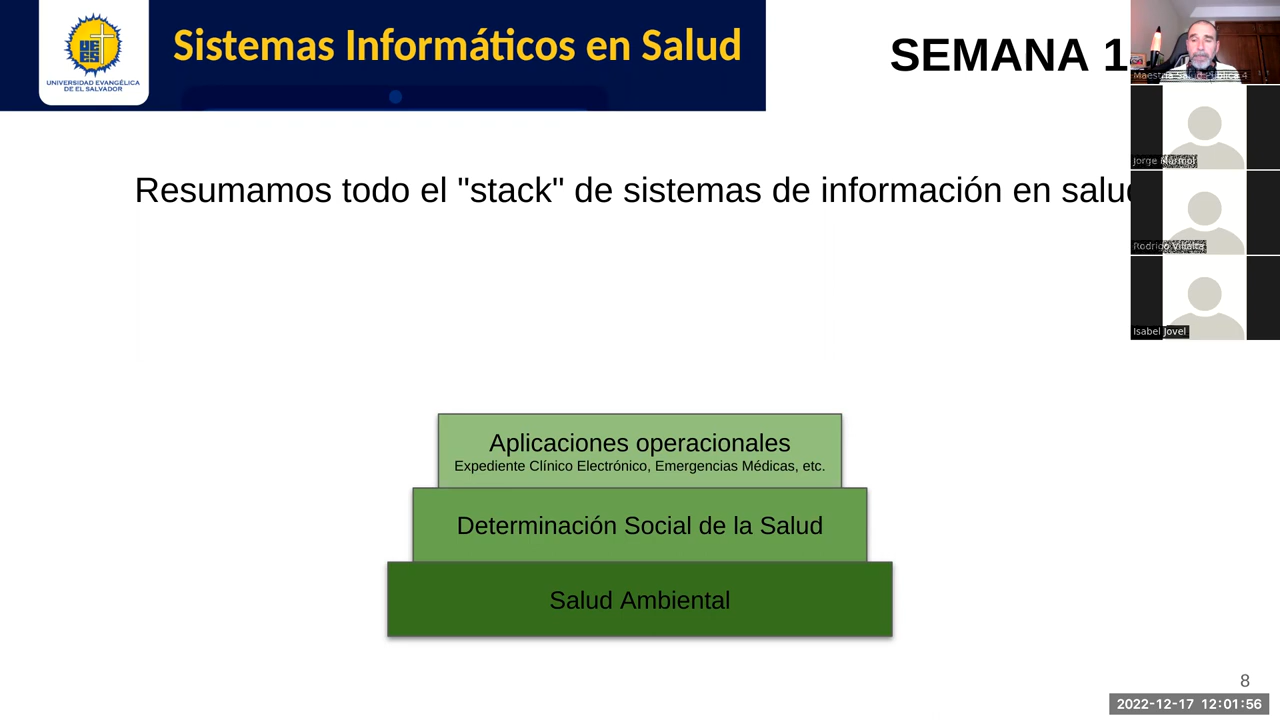 Sistemas Informáticos en Salud
UNIVERSIDAD EVANGÉLICA
DE EL SALVADOR
SEMANA 1
Resumamos todo el "stack" de sistemas de información en salud
Aplicaciones operacionales
Expediente Clínico Electrónico, Emergencias Médicas, etc.
Determinación Social de la Salud
Salud Ambiental
Jorge
Rodrigo
Isabel Jovel
8
2022-12-17 12:01:56